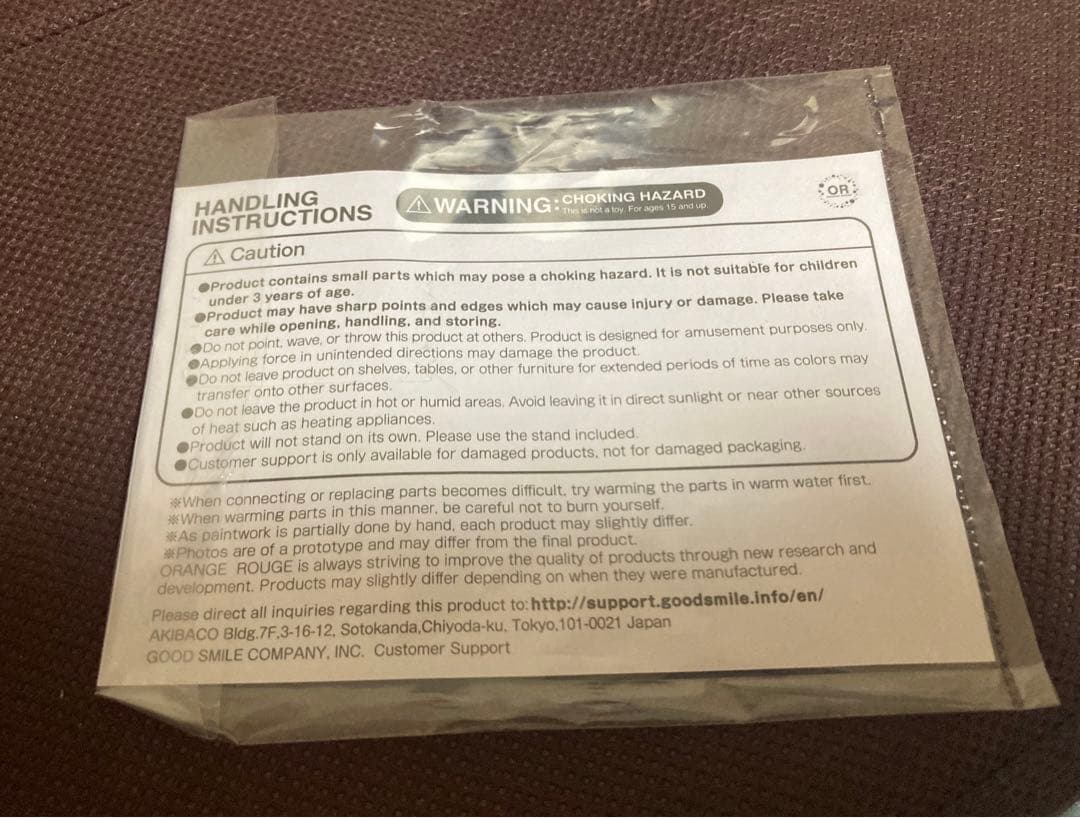 HANDLING
INSTRUCTIONS
WARNING: CHOKING HAZARD
This is not a toy. For ages 15 and up.
OR
Caution
●Product contains small parts which may pose a choking hazard. It is not suitable for children
under 3 years of age.
●Product may have sharp points and edges which may cause injury or damage. Please take
care while opening, handling, and storing.
●Do not point, wave, or throw this product at others. Product is designed for amusement purposes only.
●Applying force in unintended directions may damage the product.
●Do not leave product on shelves, tables, or other furniture for extended periods of time as colors may
transfer onto other surfaces.
●Do not leave the product in hot or humid areas. Avoid leaving it in direct sunlight or near other sources
of heat such as heating appliances.
●Product will not stand on its own. Please use the stand included.
●Customer support is only available for damaged products, not for damaged packaging.
※When connecting or replacing parts becomes difficult, try warming the parts in warm water first.
※When warming parts in this manner, be careful not to burn yourself.
※As paintwork is partially done by hand, each product may slightly differ.
※Photos are of a prototype and may differ from the final product.
ORANGE ROUGE is always striving to improve the quality of products through new research and
development. Products may slightly differ depending on when they were manufactured.
Please direct all inquiries regarding this product to: http://support.goodsmile.info/en/
AKIBACO Bldg.7F,3-16-12, Sotokanda,Chiyoda-ku, Tokyo,101-0021 Japan
GOOD SMILE COMPANY, INC. Customer Support